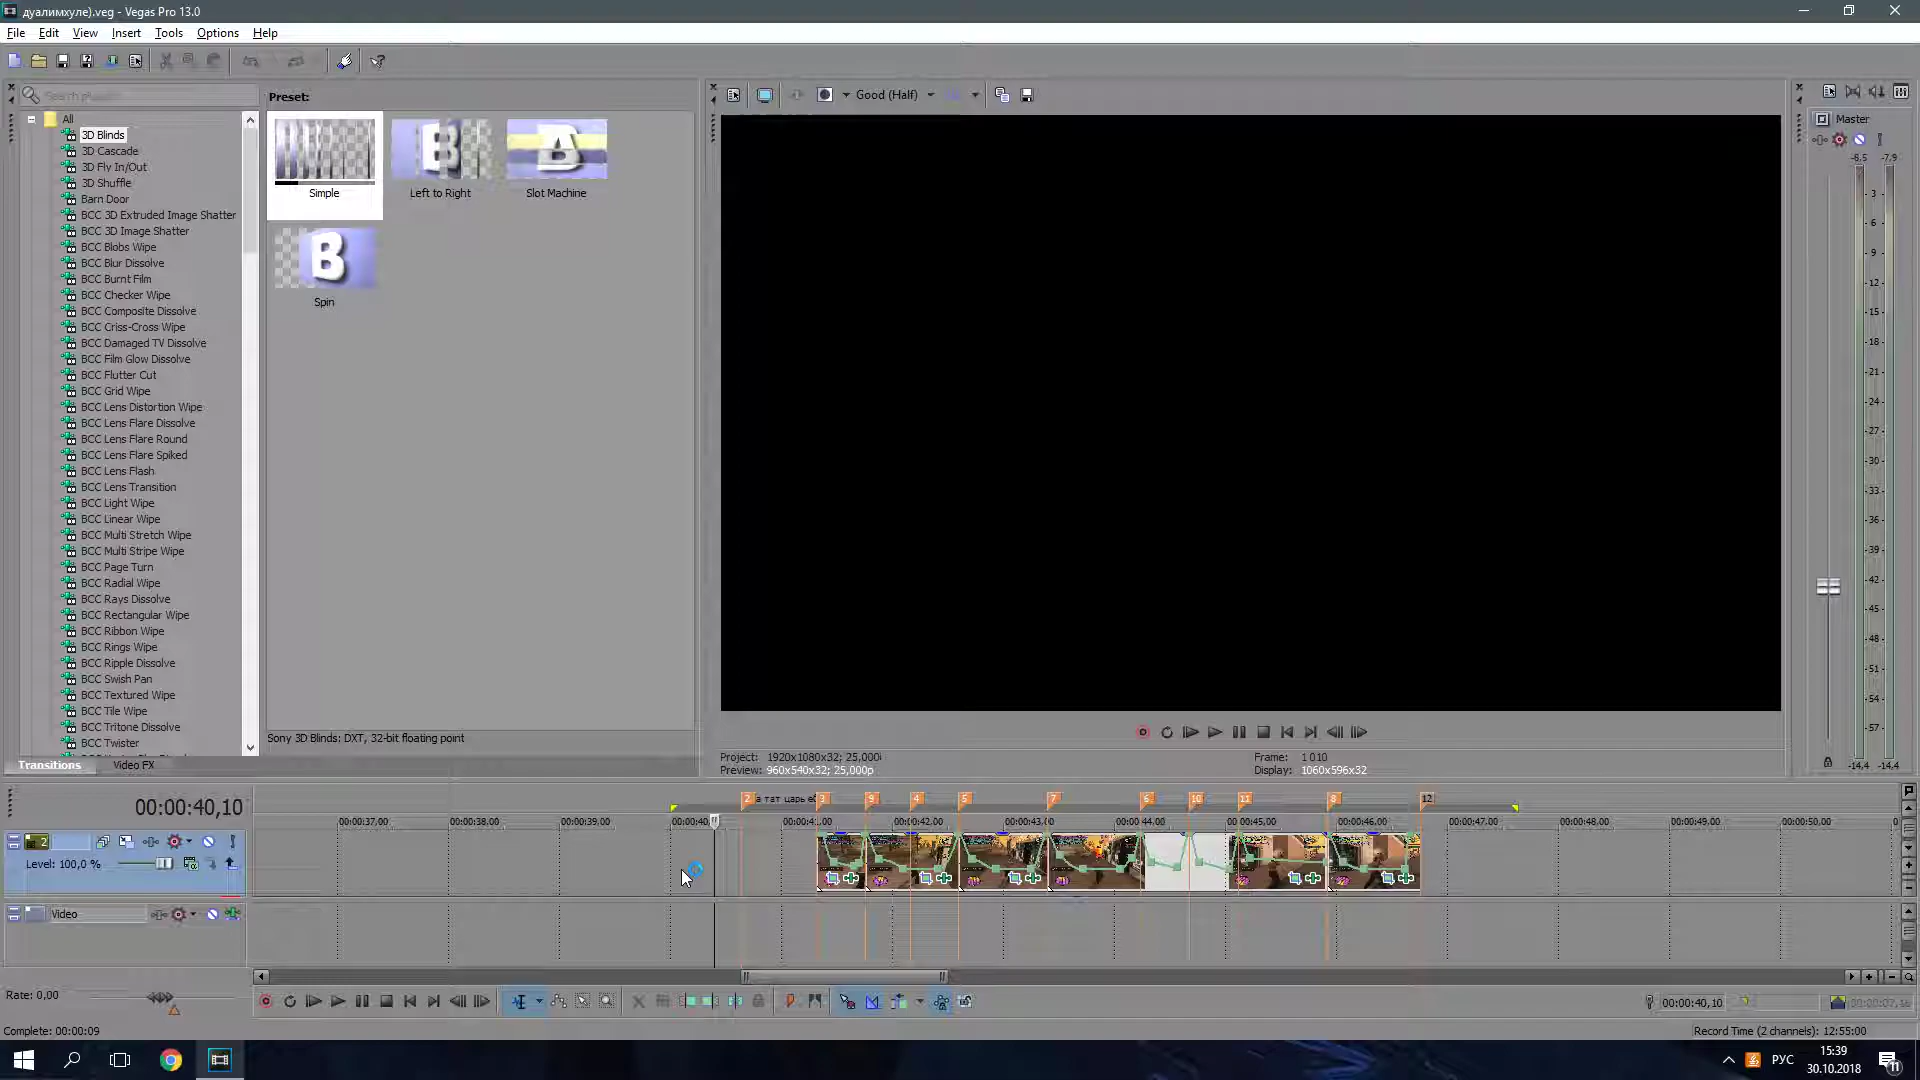 дуалимхуле).veg - Vegas Pro 13.0
File Edit View Insert Tools Options Help
All
3D Blinds
3D Cascade
3D Fly In/Out
3D Shuffle
Barn Door
BCC 3D Extruded Image Shatter
BCC 3D Image Shatter
BCC Blobs Wipe
BCC Blur Dissolve
BCC Burnt Film
BCC Checker Wipe
BCC Composite Dissolve
BCC Criss-Cross Wipe
BCC Damaged TV Dissolve
BCC Film Glow Dissolve
BCC Flutter Cut
BCC Grid Wipe
BCC Lens Distortion Wipe
BCC Lens Flare Dissolve
BCC Lens Flare Round
BCC Lens Flare Spiked
BCC Lens Flash
BCC Lens Transition
BCC Light Wipe
BCC Linear Wipe
BCC Multi Stretch Wipe
BCC Multi Stripe Wipe
BCC Page Turn
BCC Radial Wipe
BCC Rays Dissolve
BCC Rectangular Wipe
BCC Ribbon Wipe
BCC Rings Wipe
BCC Ripple Dissolve
BCC Swish Pan
BCC Textured Wipe
BCC Tile Wipe
BCC Tritone Dissolve
BCC Twister
Transitions Video FX
Preset:
Simple Left to Right Slot Machine
Spin
Sony 3D Blinds: DXT, 32-bit floating point
Good (Half)
Project: 1920x1080x32; 25,000i
Preview: 960x540x32; 25,000p
Frame: 1 010
Display: 1060x596x32
Master
-8.5 -7.9
3
6
9
12
15
18
21
24
27
30
33
36
39
42
45
48
51
54
57
-14.4 -14.4
00:00:40,10
2 а тат царь 3 9 4 5 7 6 10 11 8 12
00:00:37,00 00:00:38,00 00:00:39,00 00:00:40, 00:00:42,00 00:00:44,00 00:00:45,00 00:00:46,00 00:00:47,00 00:00:48,00 00:00:49,00 00:00:50,00
2
Level: 100,0 %
Video
Rate: 0,00
00:00:40,10
Complete: 00:00:09
Record Time (2 channels): 12:55:00
РУС
15:39
30.10.2018
11